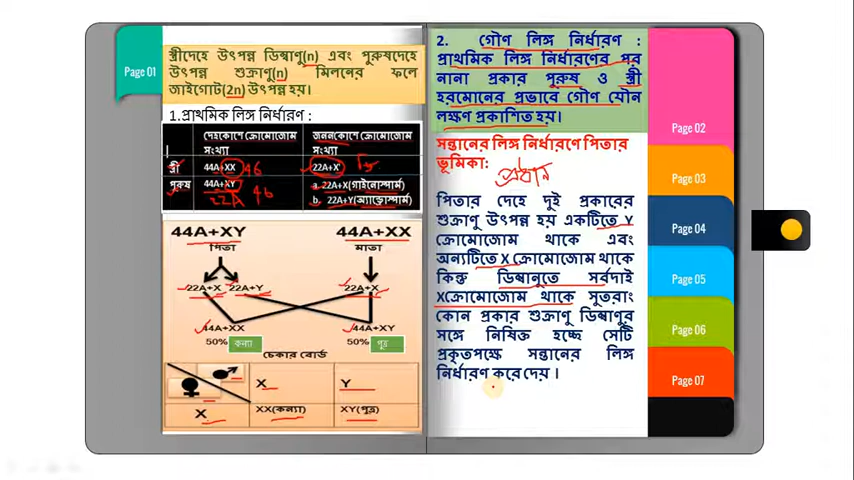 Page 01
স্ত্রীদেহে উৎপন্ন ডিম্বাণু(n) এবং পুরুষদেহে
উৎপন্ন শুক্রাণু(n) মিলনের ফলে
জাইগোট(2n) উৎপন্ন হয়।
1.প্রাথমিক লিঙ্গ নির্ধারণ :
দেহকোশে ক্রোমোজোম জননকোশে ক্রোমোজোম
সংখ্যা সংখ্যা
স্ত্রী 44A+XX 46 22A+X
পুরুষ 44A+XY a. 22A+X(গাইনোস্পার্ম)
22A 46 b. 22A+Y(অ্যান্ড্রোস্পার্ম)
44A+XY 44A+XX
পিতা মাতা
22A+X 22A+Y 22A+X
44A+XX 44A+XY
50% কন্যা 50% পুত্র
চেকার বোর্ড
X Y
X XX(কন্যা) XY(পুত্র)
2. গৌণ লিঙ্গ নির্ধারণ :
প্রাথমিক লিঙ্গ নির্ধারণের পর
নানা প্রকার পুরুষ ও স্ত্রী
হরমোনের প্রভাবে গৌণ যৌন
লক্ষণ প্রকাশিত হয়।
সন্তানের লিঙ্গ নির্ধারণে পিতার
ভূমিকা:
প্রধান
পিতার দেহে দুই প্রকারের
শুক্রাণু উৎপন্ন হয় একটিতে Y
ক্রোমোজোম থাকে এবং
অন্যটিতে X ক্রোমোজোম থাকে
কিন্তু ডিম্বানুতে সর্বদাই
Xক্রোমোজোম থাকে সুতরাং
কোন প্রকার শুক্রাণু ডিম্বাণুর
সঙ্গে নিষিক্ত হচ্ছে সেটি
প্রকৃতপক্ষে সন্তানের লিঙ্গ
নির্ধারণ করে দেয় ।
Page 02
Page 03
Page 04
Page 05
Page 06
Page 07